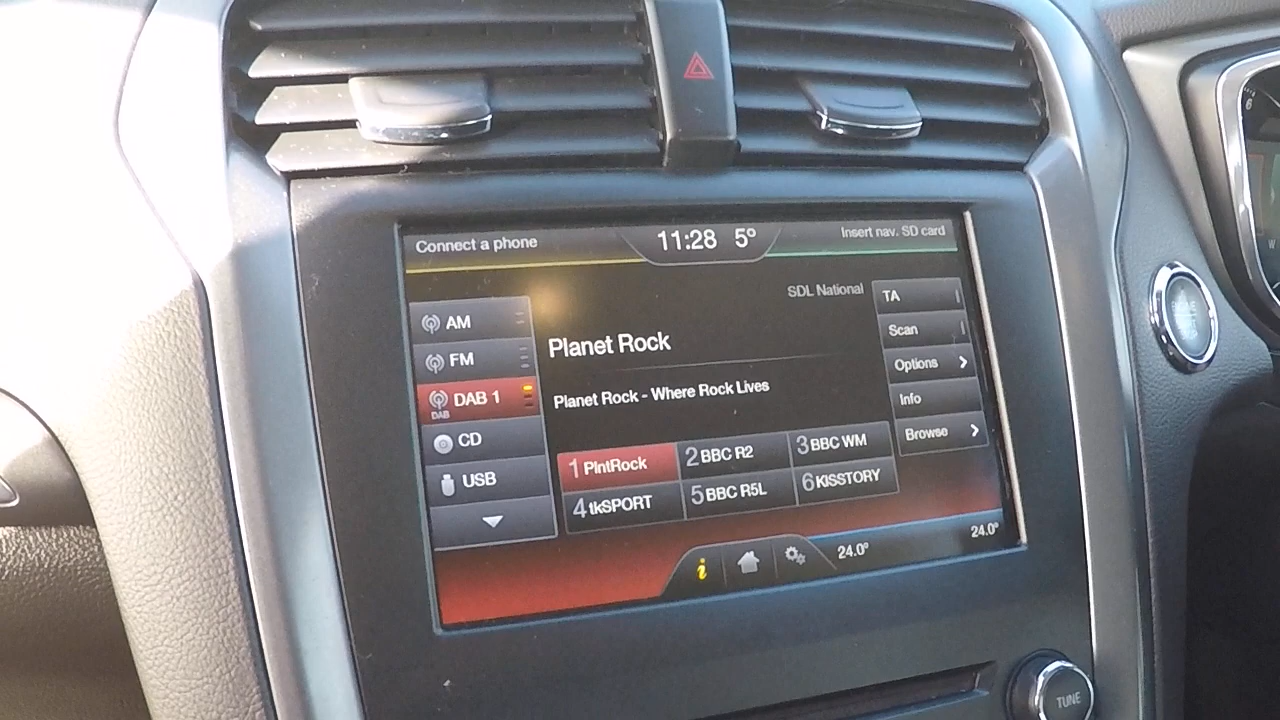 Connect a phone
11:28 5°
Insert nav. SD card
SDL National
AM
FM
DAB 1
DAB
CD
USB
Planet Rock
Planet Rock - Where Rock Lives
TA
Scan
Options
Info
Browse
1 PlntRock
2 BBC R2
3 BBC WM
4 tkSPORT
5 BBC R5L
6 KISSTORY
i
24.0°
24.0°
TUNE